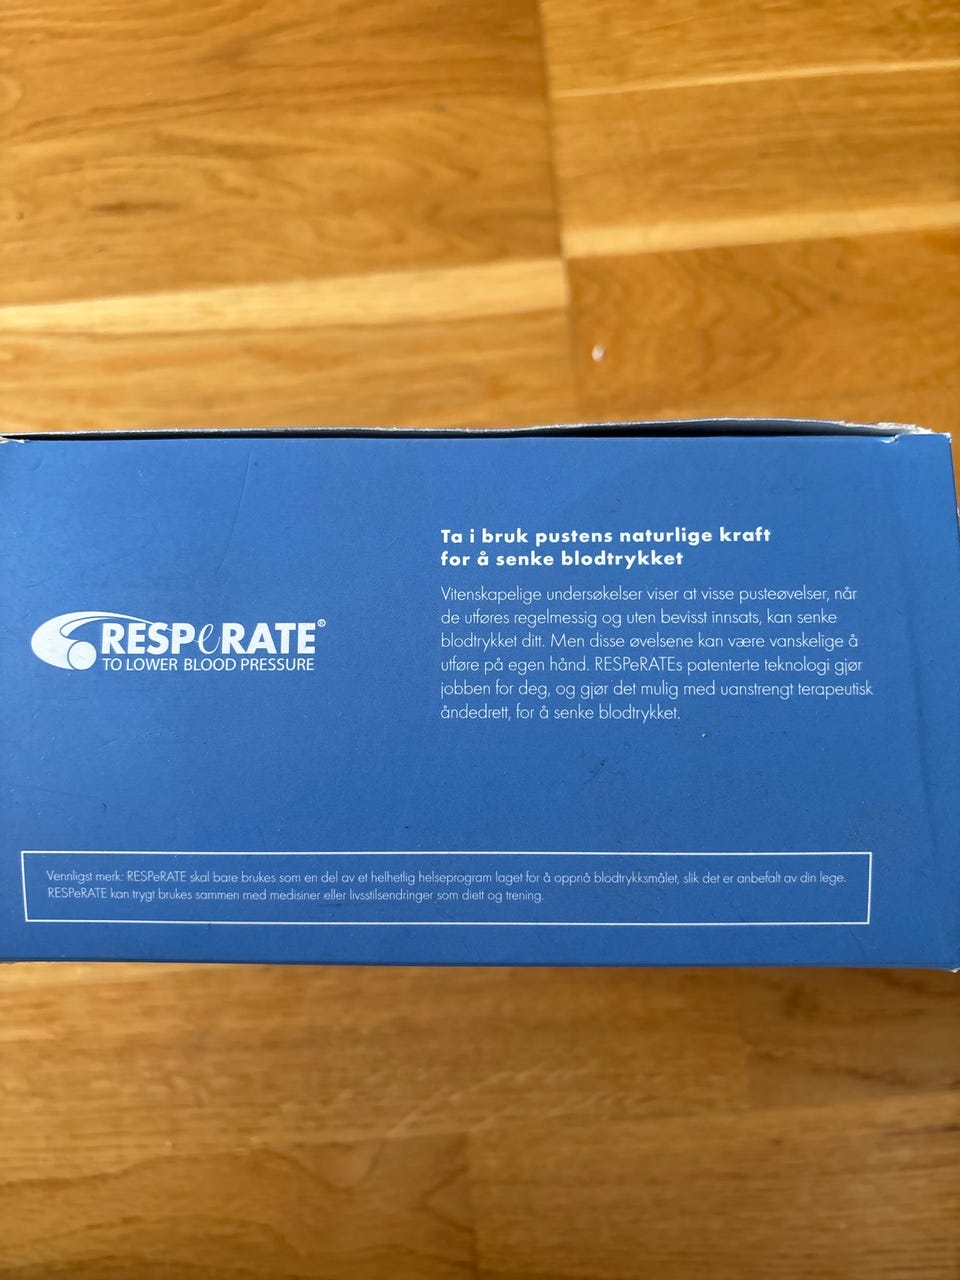 RESPeRATE®
TO LOWER BLOOD PRESSURE
Ta i bruk pustens naturlige kraft
for å senke blodtrykket
Vitenskapelige undersøkelser viser at visse pusteøvelser, når
de utføres regelmessig og uten bevisst innsats, kan senke
blodtrykket ditt. Men disse øvelsene kan være vanskelige å
utføre på egen hånd. RESPeRATEs patenterte teknologi gjør
jobben for deg, og gjør det mulig med uanstrengt terapeutisk
åndedrett, for å senke blodtrykket.
Vennligst merk: RESPeRATE skal bare brukes som en del av et helhetlig helseprogram laget for å oppnå blodtrykksmålet, slik det er anbefalt av din lege.
RESPeRATE kan trygt brukes sammen med medisiner eller livsstilsendringer som diett og trening.